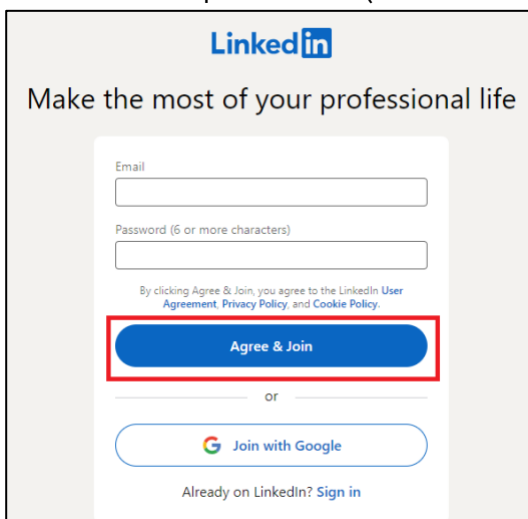 Linked in
Make the most of your professional life
Email
Password (6 or more characters)
By clicking Agree & Join, you agree to the LinkedIn User
Agreement, Privacy Policy, and Cookie Policy.
Agree & Join
or
Join with Google
Already on LinkedIn? Sign in